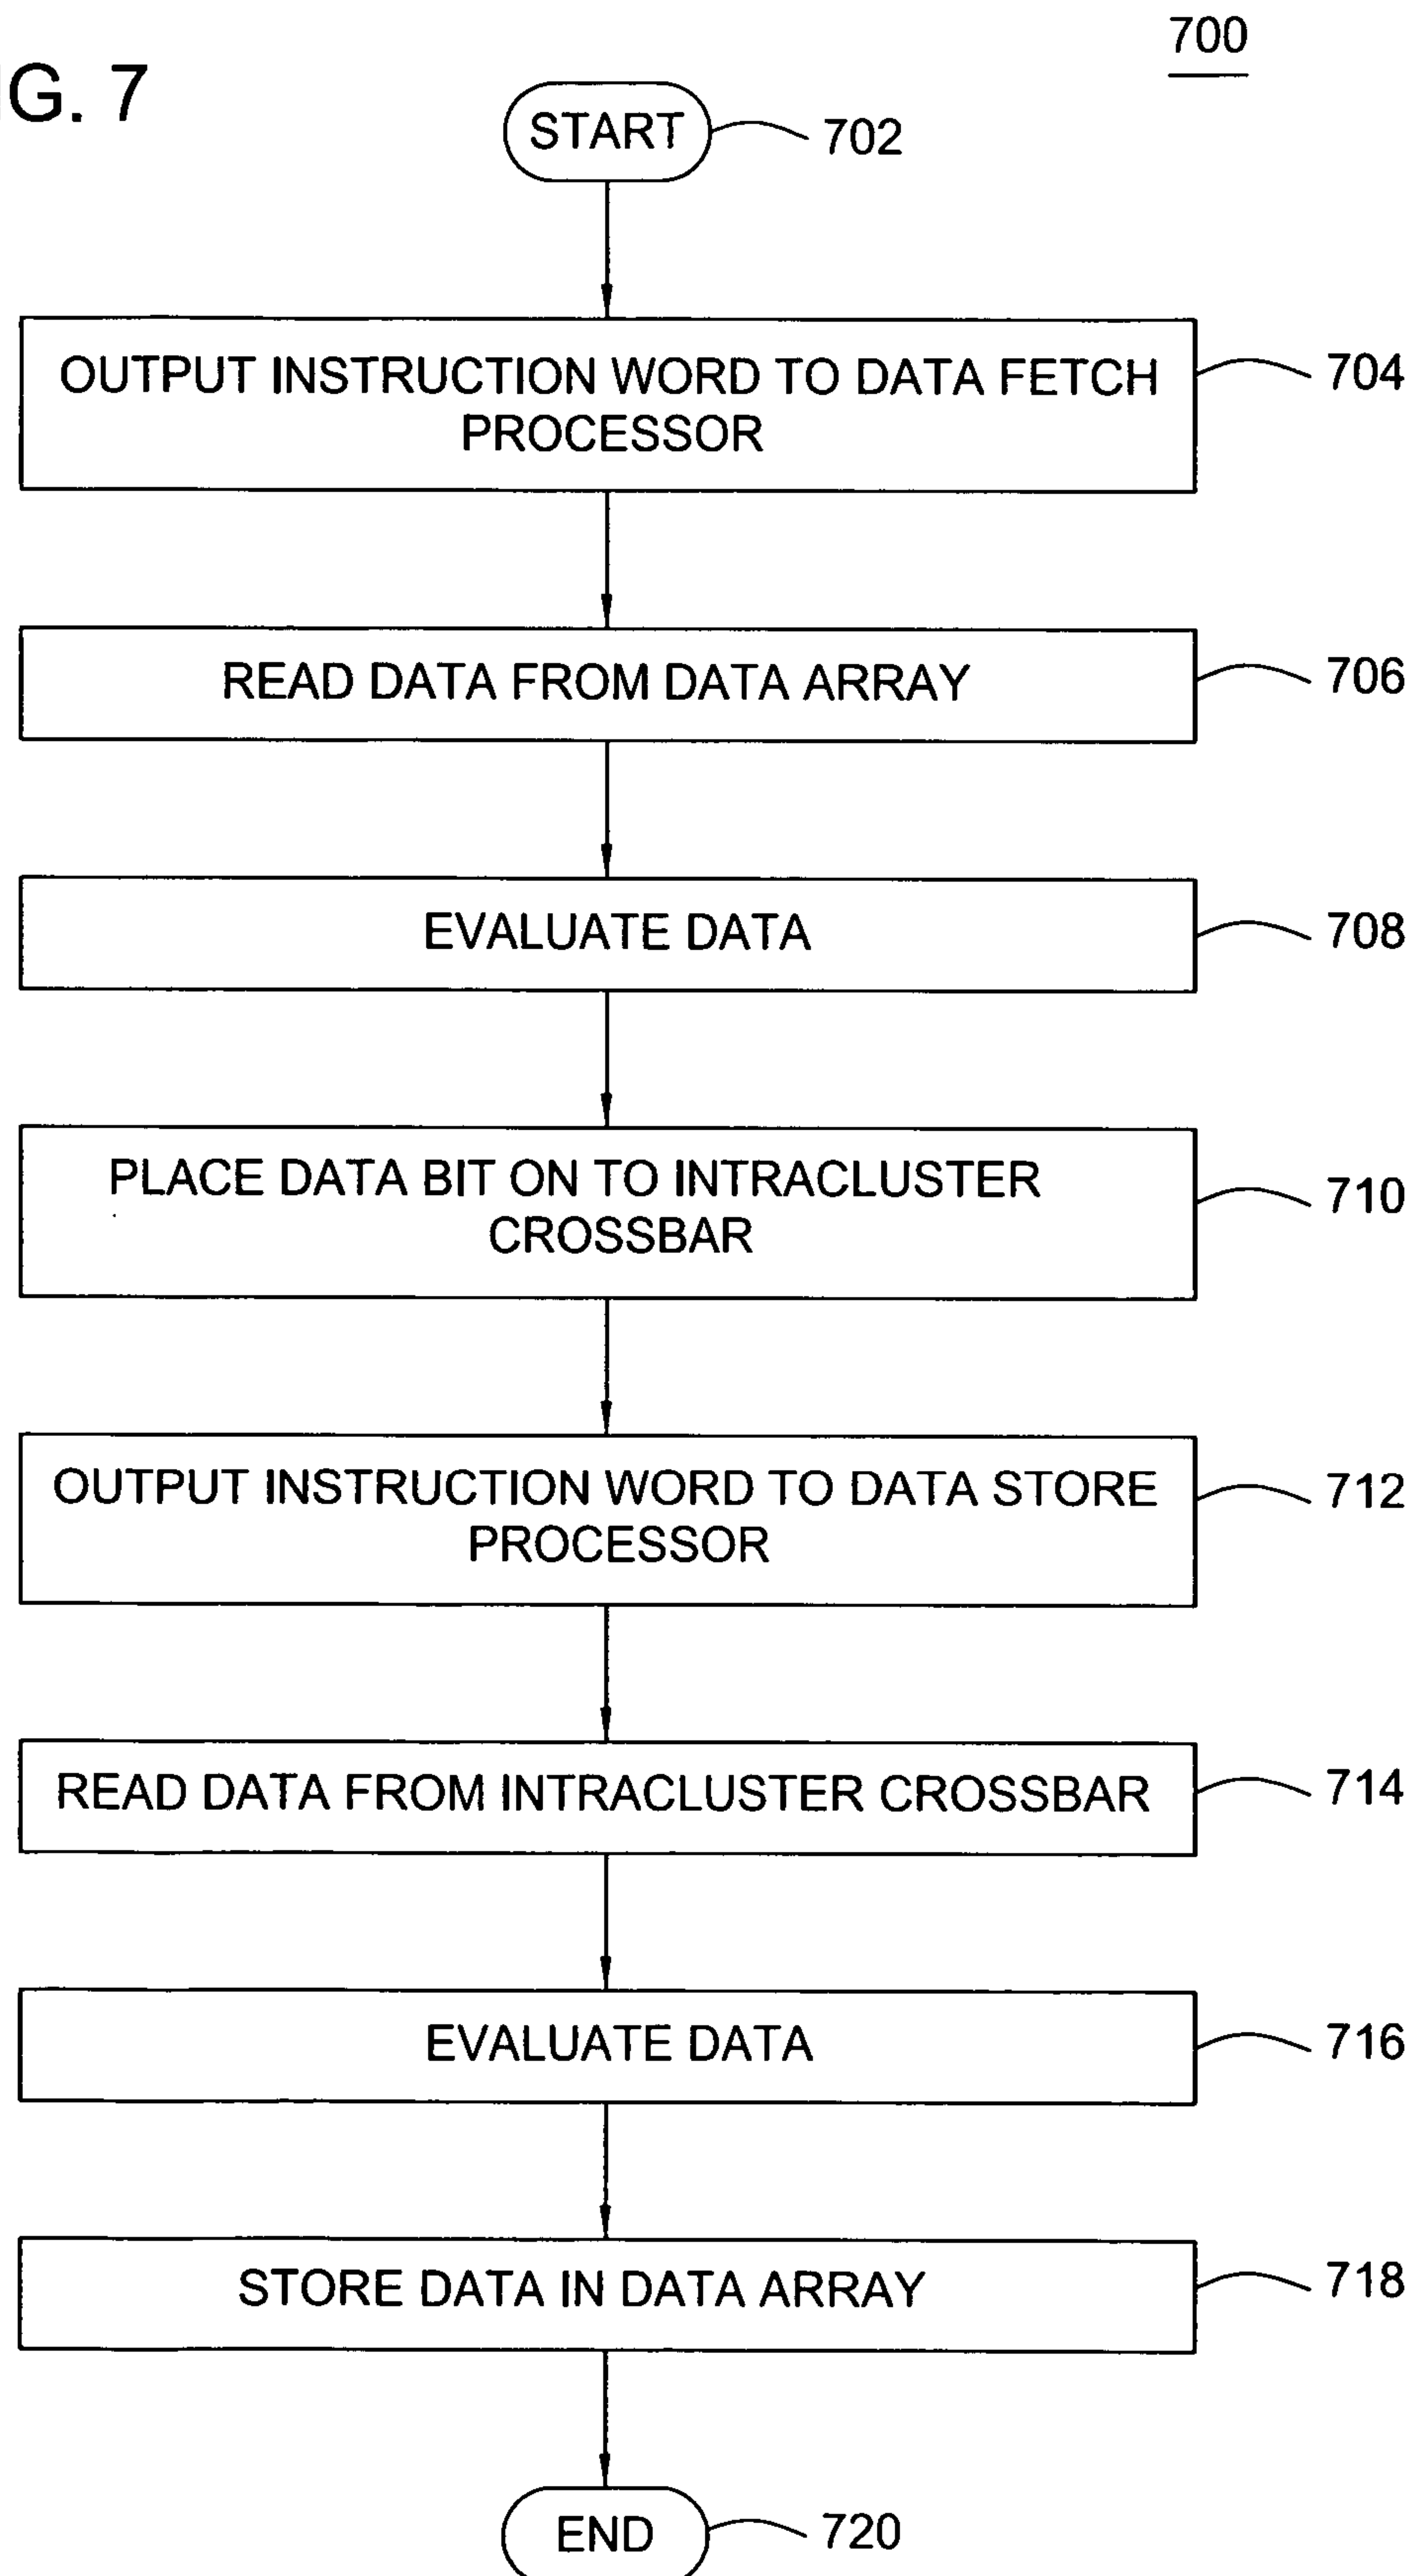 700
G. 7
START
702
OUTPUT INSTRUCTION WORD TO DATA FETCH
PROCESSOR
704
READ DATA FROM DATA ARRAY
706
EVALUATE DATA
708
PLACE DATA BIT ON TO INTRACLUSTER
CROSSBAR
710
OUTPUT INSTRUCTION WORD TO DATA STORE
PROCESSOR
712
READ DATA FROM INTRACLUSTER CROSSBAR
714
EVALUATE DATA
716
STORE DATA IN DATA ARRAY
718
END
720